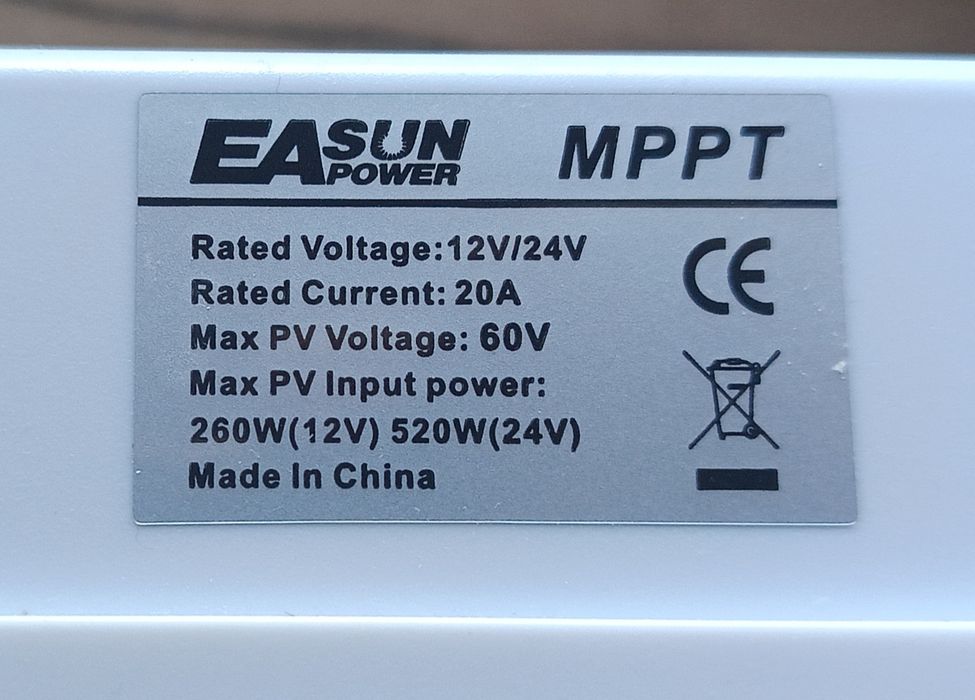 EASUN POWER MPPT
Rated Voltage:12V/24V
Rated Current: 20A
Max PV Voltage: 60V
Max PV Input power:
260W(12V) 520W(24V)
Made In China
CE